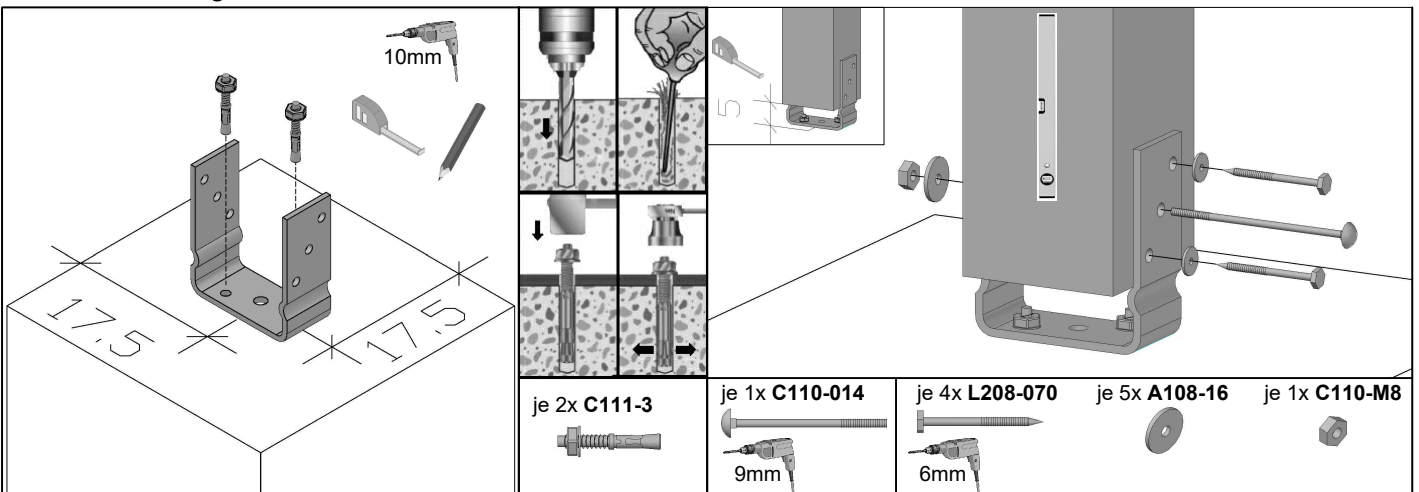 10mm
17.5
17.5
5
je 2x C111-3
je 1x C110-014
9mm
je 4x L208-070
6mm
je 5x A108-16
je 1x C110-M8